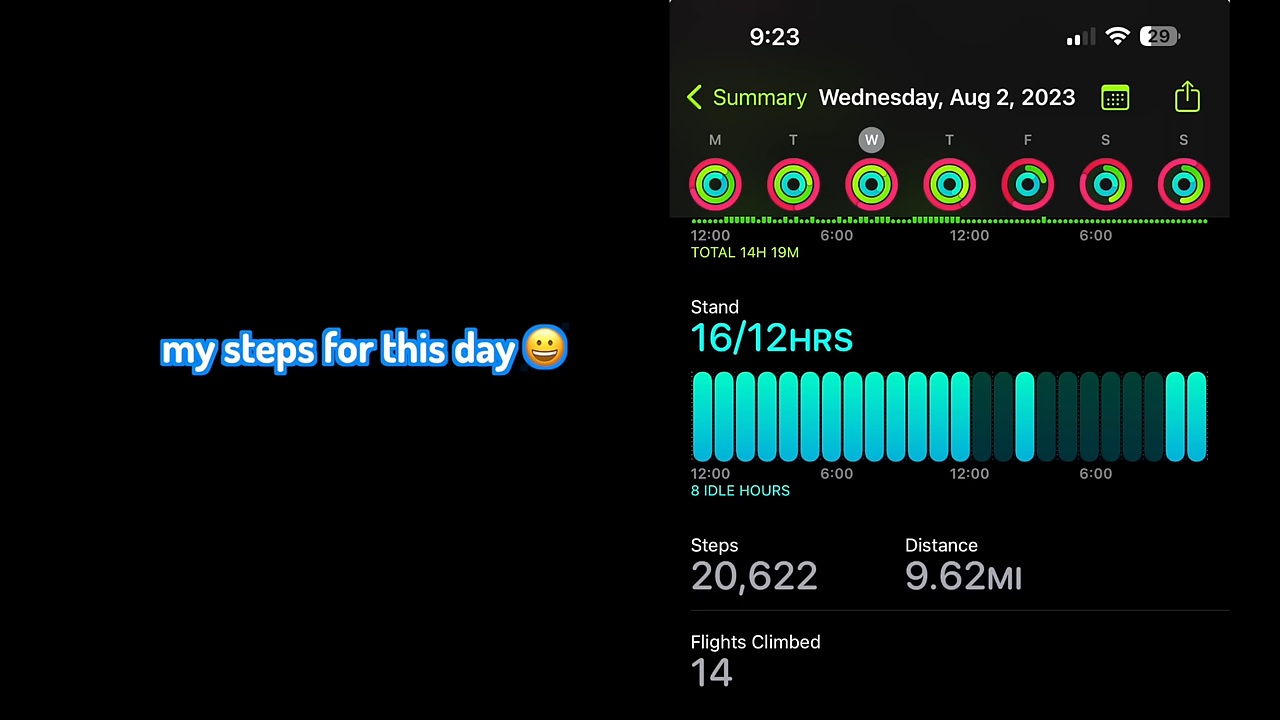 my steps for this day 😀
9:23
29
Summary Wednesday, Aug 2, 2023
M T W T F S S
12:00 6:00 12:00 6:00
TOTAL 14H 19M
Stand
16/12HRS
12:00 6:00 12:00 6:00
8 IDLE HOURS
Steps Distance
20,622 9.62MI
Flights Climbed
14